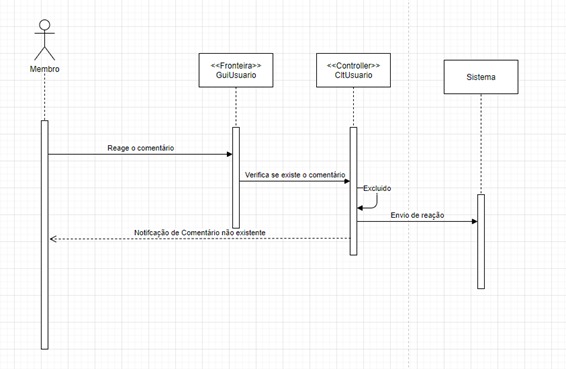 <<Fronteira>>
GuiUsuario
<<Controller>>
CltUsuario
Sistema
Membro
Reage o comentário
Verifica se existe o comentário
Excluido
Envio de reação
Notifcação de Comentário não existente